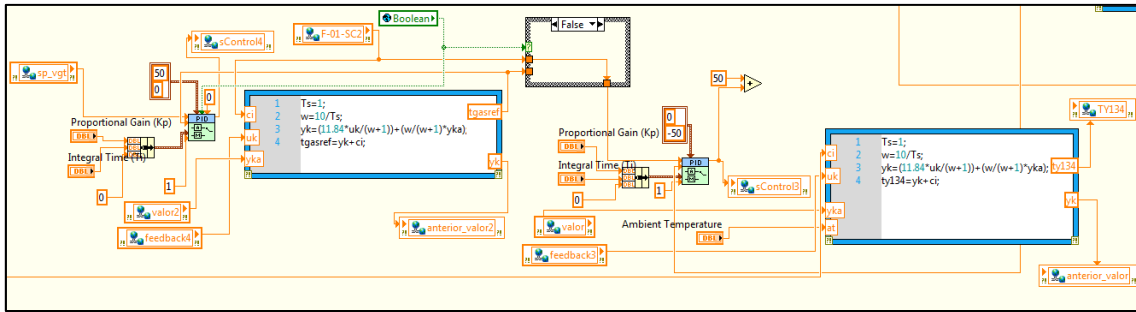 Boolean
sControl4
F-01-SC2
False
?
sp_vgt
50
0
0
PID
Proportional Gain (Kp)
DBL
Integral Time (Ti)
DBL
0
1
valor2
feedback4
ci
uk
yka
1 Ts=1;
2 w=10/Ts;
3 yk=(11.84*uk/(w+1))+(w/(w+1)*yka);
4 tgasref=yk+ci;
tgasref
yk
anterior_valor2
50
+
0
-50
Proportional Gain (Kp)
DBL
Integral Time (Ti)
DBL
0
1
PID
sControl3
valor
feedback3
Ambient Temperature
DBL
ci
uk
yka
at
1 Ts=1;
2 w=10/Ts;
3 yk=(11.84*uk/(w+1))+(w/(w+1)*yka);
4 ty134=yk+ci;
ty134
yk
TY134
anterior_valor